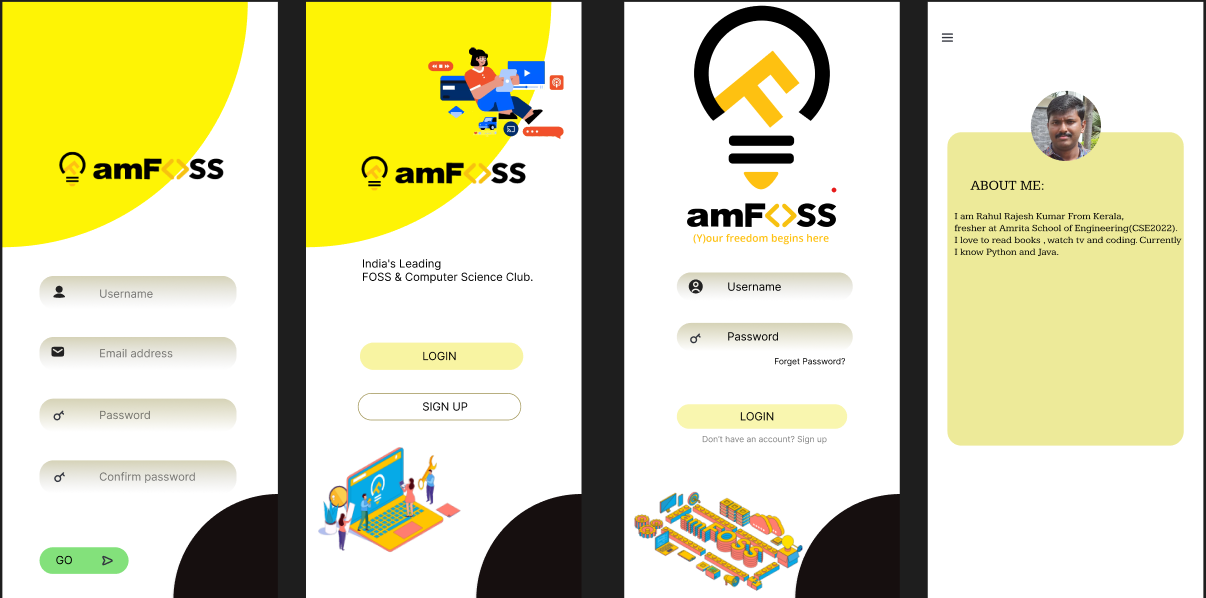 amF<>SS
Username
Email address
Password
Confirm password
GO
amF<>SS
India's Leading
FOSS & Computer Science Club.
LOGIN
SIGN UP
amF<>SS
(Y)our freedom begins here
Username
Password
Forget Password?
LOGIN
Don't have an account? Sign up
amFOSS
ABOUT ME:
I am Rahul Rajesh Kumar From Kerala,
fresher at Amrita School of Engineering(CSE2022).
I love to read books , watch tv and coding. Currently
I know Python and Java.